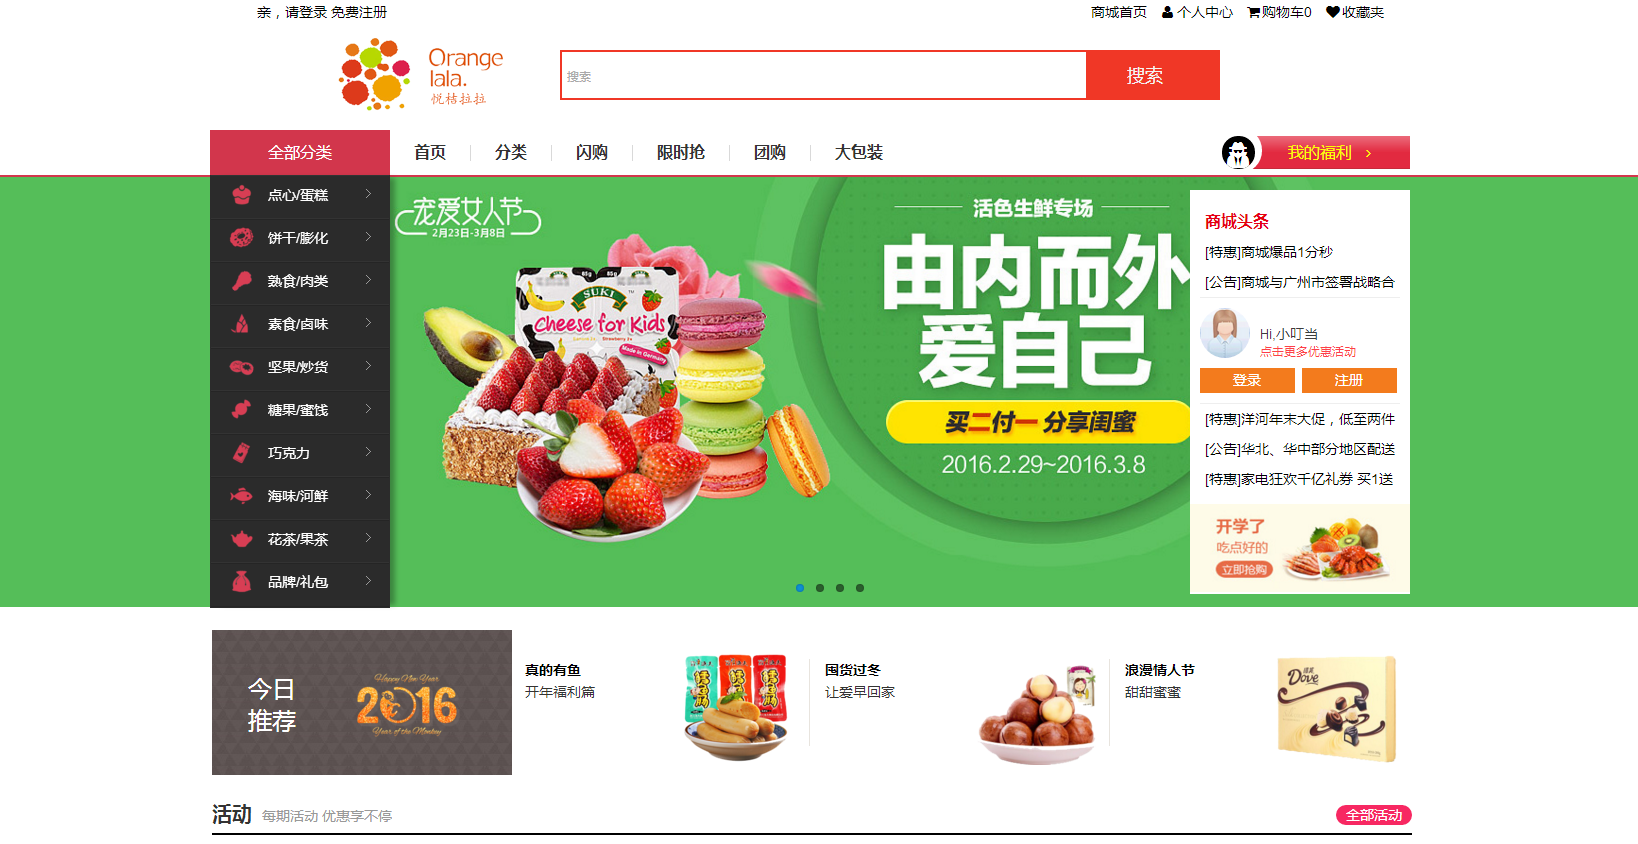 亲，请登录 免费注册
商城首页 个人中心 购物车0 收藏夹
Orange
lala.
悦桔拉拉
搜索
搜索
全部分类
首页 分类 闪购 限时抢 团购 大包装
我的福利 >
点心/蛋糕
饼干/膨化
熟食/肉类
素食/卤味
坚果/炒货
糖果/蜜饯
巧克力
海味/河鲜
花茶/果茶
品牌/礼包
宠爱女人节
2月23日-3月8日
85g
85g
SUKI
Cheese for Kids
Made in Germany
活色生鲜专场
由内而外
爱自己
买二付一 分享闺蜜
2016.2.29~2016.3.8
商城头条
[特惠]商城爆品1分秒
[公告]商城与广州市签署战略合
Hi,小叮当
点击更多优惠活动
登录 注册
[特惠]洋河年末大促，低至两件
[公告]华北、华中部分地区配送
[特惠]家电狂欢千亿礼券 买1送
开学了
吃点好的
立即抢购
今日
推荐
Happy New Year
2016
Year of the Monkey
真的有鱼
开年福利篇
囤货过冬
让爱早回家
浪漫情人节
甜甜蜜蜜
Dove
活动 每期活动 优惠享不停
全部活动